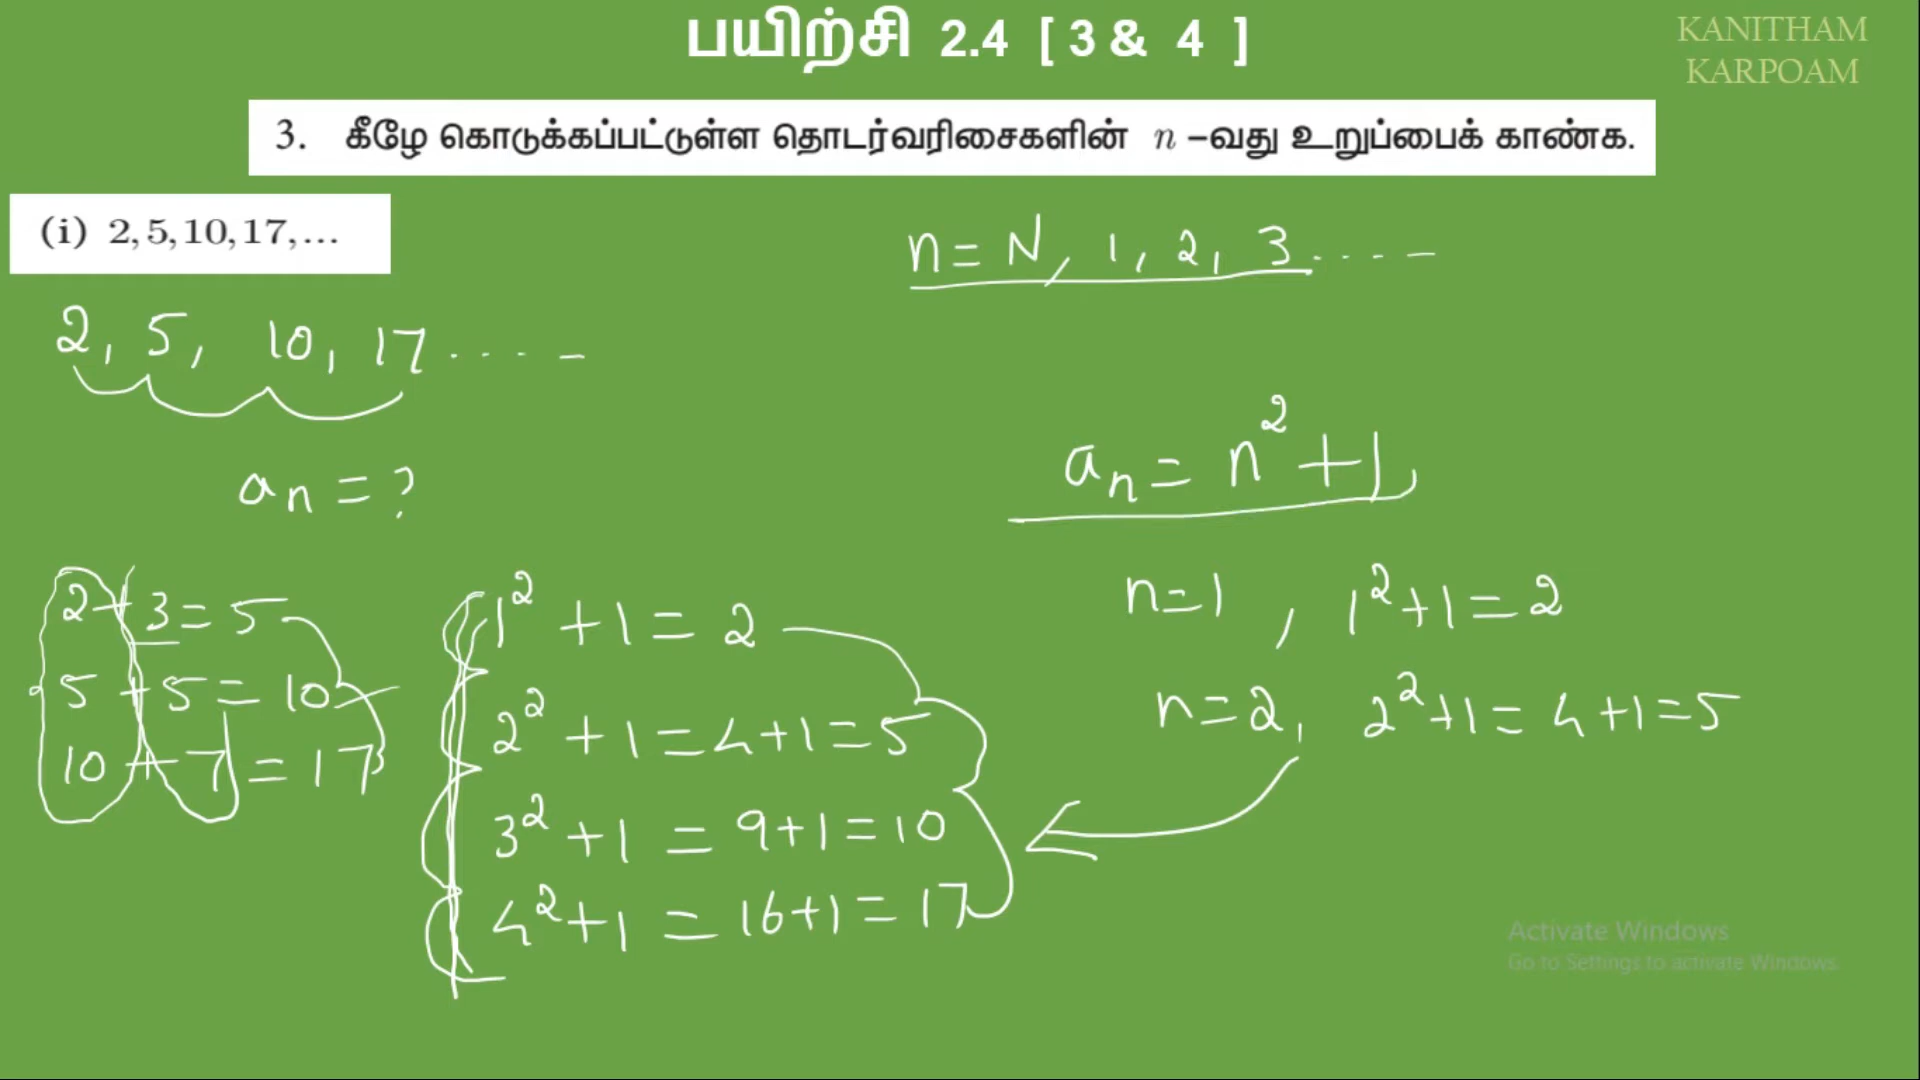 பயிற்சி 2.4 [ 3 & 4 ]
KANITHAM
KARPOAM
3. கீழே கொடுக்கப்பட்டுள்ள தொடர்வரிசைகளின் n –வது உறுப்பைக் காண்க.
(i) 2, 5, 10, 17, ...
n = N, 1, 2, 3 .... –
2, 5, 10, 17 .... –
aₙ = n² + 1,
aₙ = ?
2 + 3 = 5
5 + 5 = 10
10 + 7 = 17
1² + 1 = 2
2² + 1 = 4 + 1 = 5
3² + 1 = 9 + 1 = 10
4² + 1 = 16 + 1 = 17
n = 1, 1² + 1 = 2
n = 2, 2² + 1 = 4 + 1 = 5
Activate Windows
Go to Settings to activate Windows.